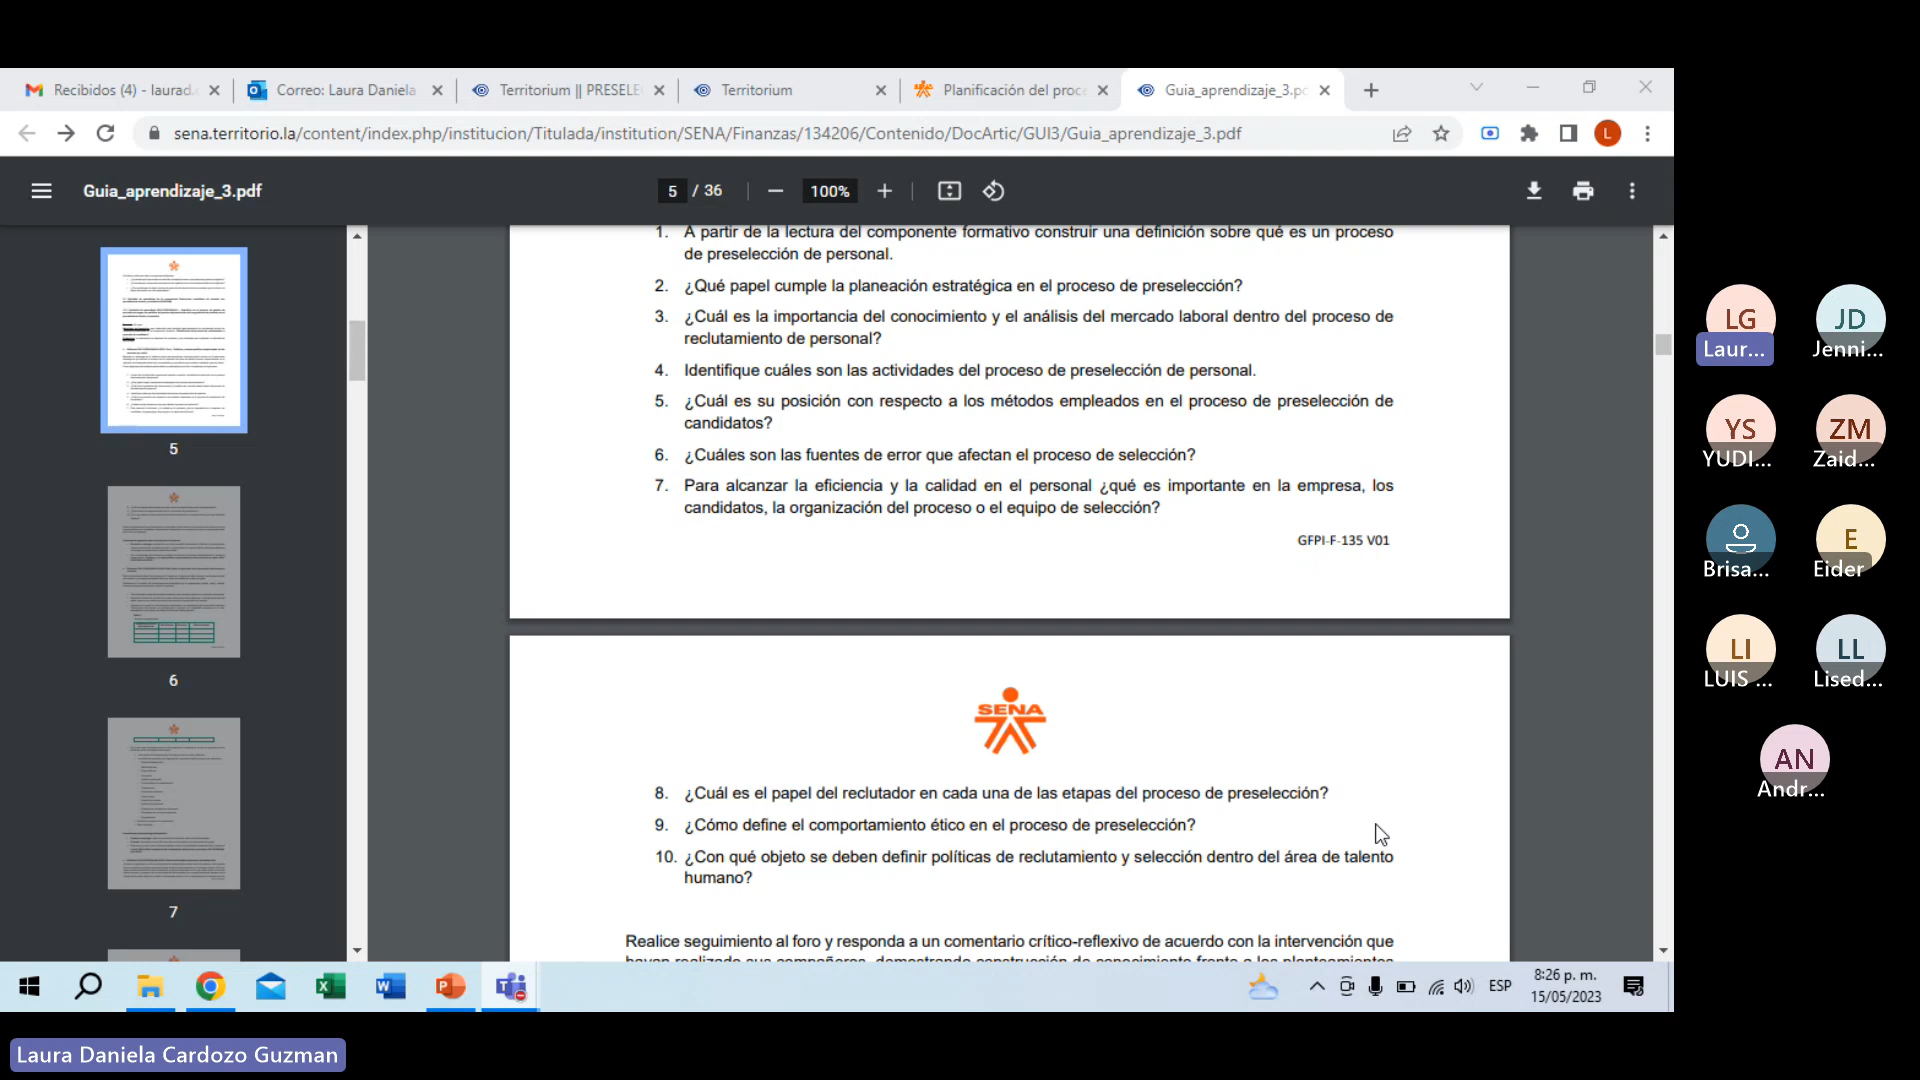 Recibidos (4) - laurad.
Correo: Laura Daniela
Territorium || PRESELE
Territorium
Planificación del proce
Guia_aprendizaje_3.pd
sena.territorio.la/content/index.php/institucion/Titulada/institution/SENA/Finanzas/134206/Contenido/DocArtic/GUI3/Guia_aprendizaje_3.pdf
L
Guia_aprendizaje_3.pdf
5 / 36
100%
1. A partir de la lectura del componente formativo construir una definición sobre qué es un proceso
de preselección de personal.
2. ¿Qué papel cumple la planeación estratégica en el proceso de preselección?
3. ¿Cuál es la importancia del conocimiento y el análisis del mercado laboral dentro del proceso de
reclutamiento de personal?
4. Identifique cuáles son las actividades del proceso de preselección de personal.
5. ¿Cuál es su posición con respecto a los métodos empleados en el proceso de preselección de
candidatos?
6. ¿Cuáles son las fuentes de error que afectan el proceso de selección?
7. Para alcanzar la eficiencia y la calidad en el personal ¿qué es importante en la empresa, los
candidatos, la organización del proceso o el equipo de selección?
GFPI-F-135 V01
SENA
8. ¿Cuál es el papel del reclutador en cada una de las etapas del proceso de preselección?
9. ¿Cómo define el comportamiento ético en el proceso de preselección?
10. ¿Con qué objeto se deben definir políticas de reclutamiento y selección dentro del área de talento
humano?
Realice seguimiento al foro y responda a un comentario crítico-reflexivo de acuerdo con la intervención que
5
6
7
LG
Laur...
JD
Jenni...
YS
YUDI...
ZM
Zaid...
Brisa...
E
Eider
LI
LUIS ...
LL
Lised...
AN
Andr...
ESP
8:26 p. m.
15/05/2023
Laura Daniela Cardozo Guzman